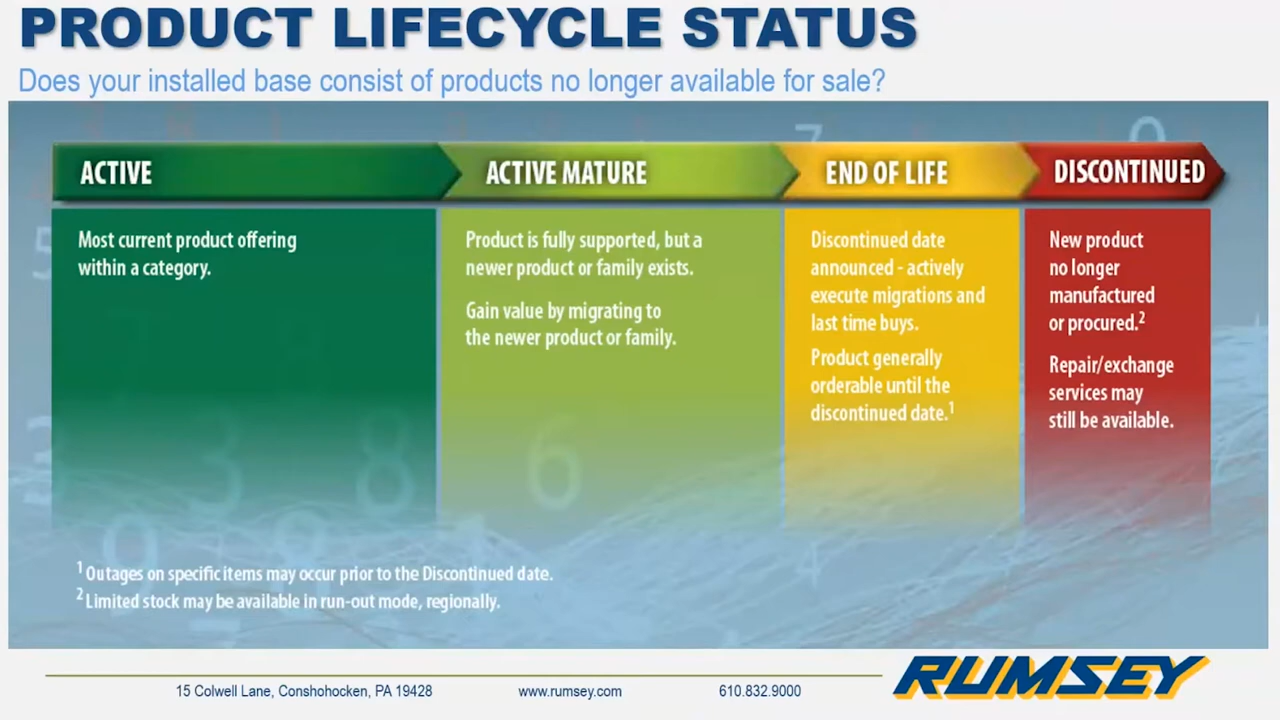 PRODUCT LIFECYCLE STATUS
Does your installed base consist of products no longer available for sale?
ACTIVE
Most current product offering
within a category.
ACTIVE MATURE
Product is fully supported, but a
newer product or family exists.
Gain value by migrating to
the newer product or family.
END OF LIFE
Discontinued date
announced - actively
execute migrations and
last time buys.
Product generally
orderable until the
discontinued date.¹
DISCONTINUED
New product
no longer
manufactured
or procured.²
Repair/exchange
services may
still be available.
¹ Outages on specific items may occur prior to the Discontinued date.
² Limited stock may be available in run-out mode, regionally.
15 Colwell Lane, Conshohocken, PA 19428 www.rumsey.com 610.832.9000
RUMSEY